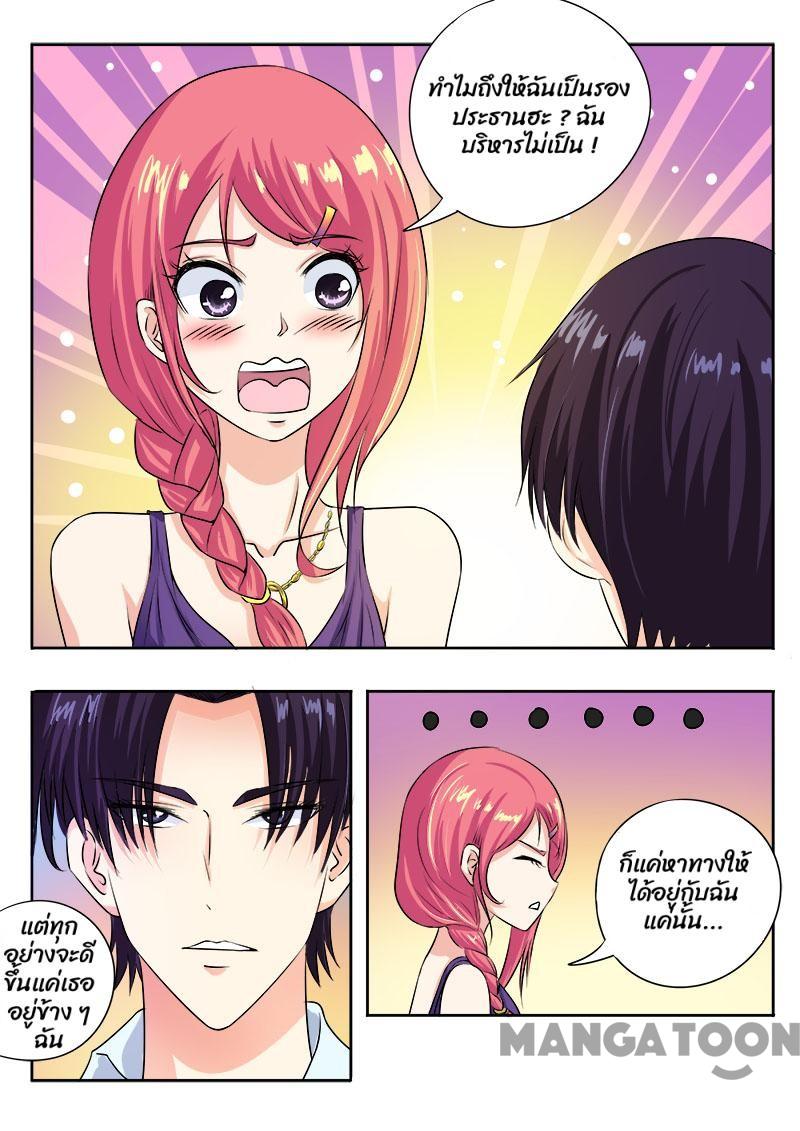 ทำไมถึงให้ฉันเป็นรอง
ประธานฮะ ? ฉัน
บริหารไม่เป็น !
แต่ทุก
อย่างจะดี
ขึ้นแค่เธอ
อยู่ข้าง ๆ
ฉัน
ก็แค่หาทางให้
ได้อยู่กับฉัน
แค่นั้น...
MANGATOON